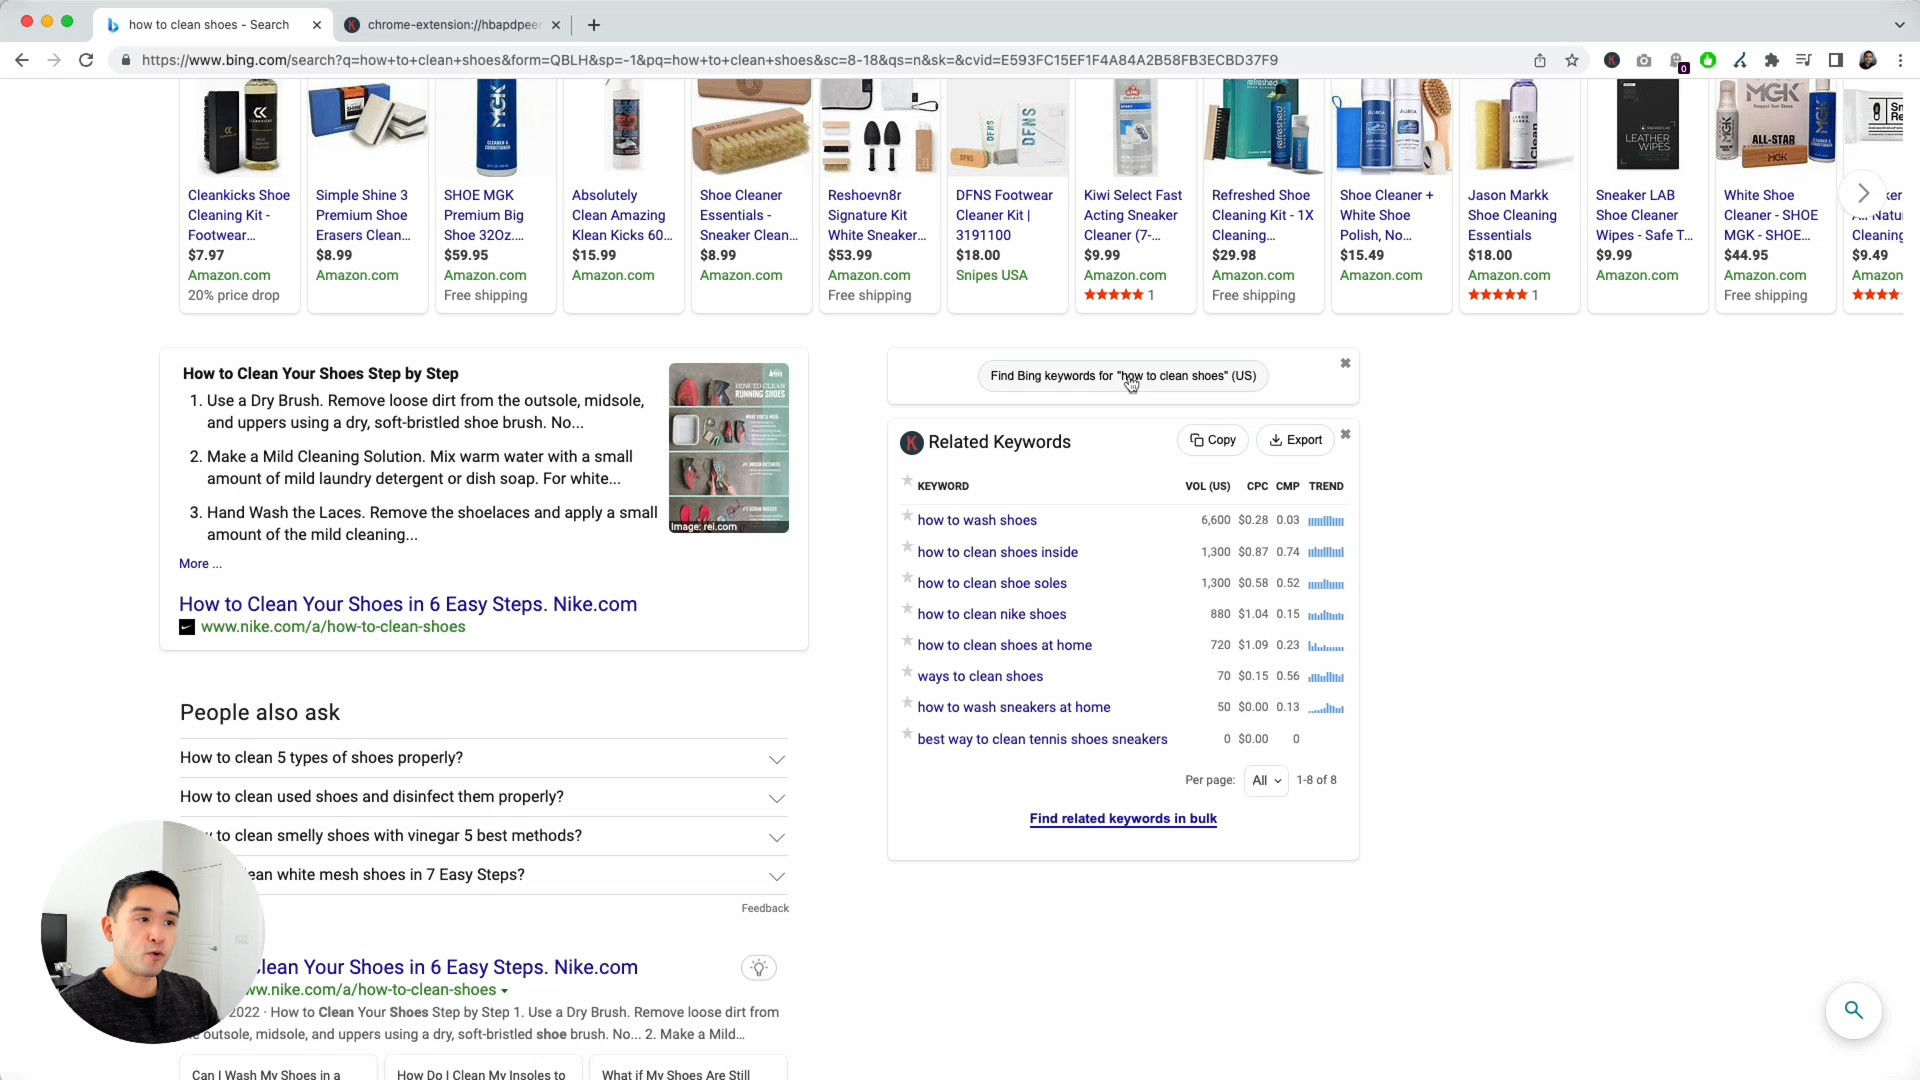 how to clean shoes - Search
chrome-extension://hbapdpeer
https://www.bing.com/search?q=how+to+clean+shoes&form=QBLH&sp=-1&pq=how+to+clean+shoes&sc=8-18&qs=n&sk=&cvid=E593FC15EF1F4A84A2B58FB3ECBD37F9
0
Cleankicks Shoe
Cleaning Kit -
Footwear...
$7.97
Amazon.com
20% price drop
Simple Shine 3
Premium Shoe
Erasers Clean...
$8.99
Amazon.com
SHOE MGK
Premium Big
Shoe 32Oz....
$59.95
Amazon.com
Free shipping
Absolutely
Clean Amazing
Klean Kicks 60...
$15.99
Amazon.com
Shoe Cleaner
Essentials -
Sneaker Clean...
$8.99
Amazon.com
Reshoevn8r
Signature Kit
White Sneaker...
$53.99
Amazon.com
Free shipping
DFNS Footwear
Cleaner Kit |
3191100
$18.00
Snipes USA
Kiwi Select Fast
Acting Sneaker
Cleaner (7-...
$9.99
Amazon.com
1
Refreshed Shoe
Cleaning Kit - 1X
Cleaning...
$29.98
Amazon.com
Free shipping
Shoe Cleaner +
White Shoe
Polish, No...
$15.49
Amazon.com
Jason Markk
Shoe Cleaning
Essentials
$18.00
Amazon.com
1
Sneaker LAB
Shoe Cleaner
Wipes - Safe T...
$9.99
Amazon.com
White Shoe
Cleaner - SHOE
MGK - SHOE...
$44.95
Amazon.com
Free shipping
Cleaning
$9.49
Amazon
How to Clean Your Shoes Step by Step
1. Use a Dry Brush. Remove loose dirt from the outsole, midsole,
and uppers using a dry, soft-bristled shoe brush. No...
2. Make a Mild Cleaning Solution. Mix warm water with a small
amount of mild laundry detergent or dish soap. For white...
3. Hand Wash the Laces. Remove the shoelaces and apply a small
amount of the mild cleaning...
HOW TO CLEAN
RUNNING SHOES
Image: rei.com
More ...
How to Clean Your Shoes in 6 Easy Steps. Nike.com
www.nike.com/a/how-to-clean-shoes
People also ask
How to clean 5 types of shoes properly?
How to clean used shoes and disinfect them properly?
to clean smelly shoes with vinegar 5 best methods?
ean white mesh shoes in 7 Easy Steps?
Feedback
lean Your Shoes in 6 Easy Steps. Nike.com
ww.nike.com/a/how-to-clean-shoes
2022 · How to Clean Your Shoes Step by Step 1. Use a Dry Brush. Remove loose dirt from
outsole, midsole, and uppers using a dry, soft-bristled shoe brush. No... 2. Make a Mild...
Can I Wash My Shoes in a
How Do I Clean My Insoles to
What if My Shoes Are Still
Find Bing keywords for "how to clean shoes" (US)
K Related Keywords
Copy
Export
KEYWORD VOL (US) CPC CMP TREND
how to wash shoes 6,600 $0.28 0.03
how to clean shoes inside 1,300 $0.87 0.74
how to clean shoe soles 1,300 $0.58 0.52
how to clean nike shoes 880 $1.04 0.15
how to clean shoes at home 720 $1.09 0.23
ways to clean shoes 70 $0.15 0.56
how to wash sneakers at home 50 $0.00 0.13
best way to clean tennis shoes sneakers 0 $0.00 0
Per page: All 1-8 of 8
Find related keywords in bulk